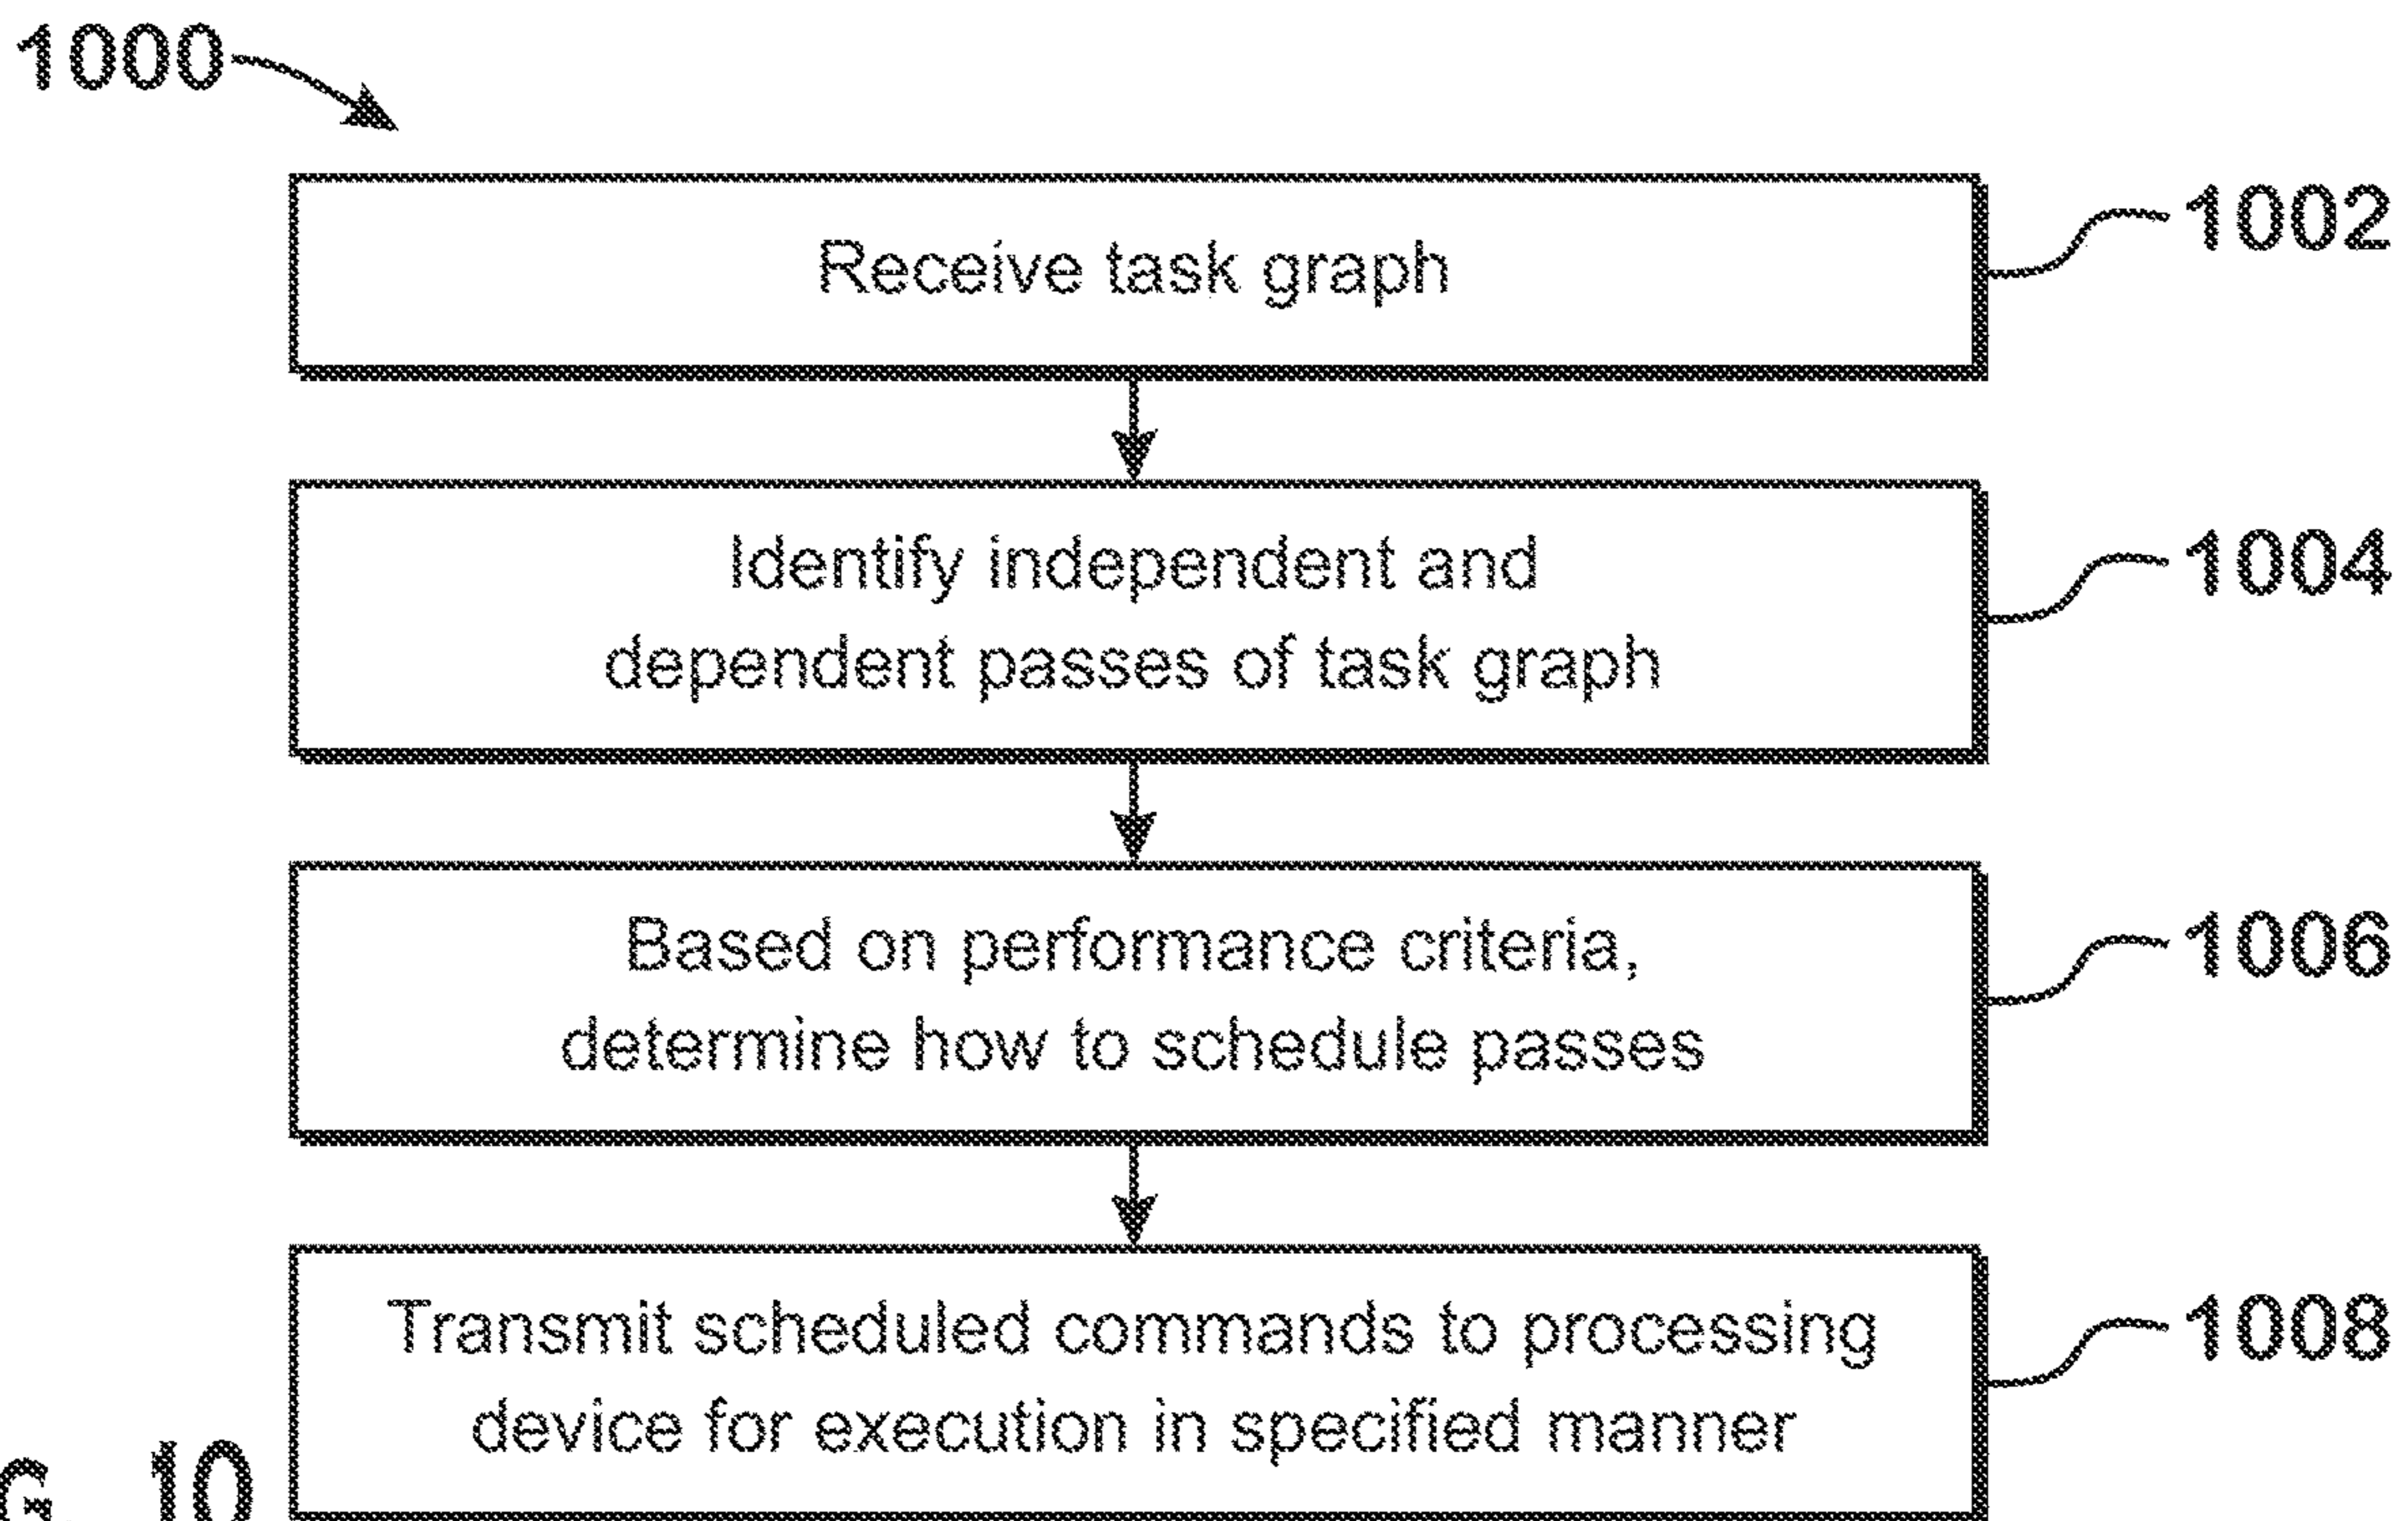 1000
Receive task graph
1002
Identify independent and
dependent passes of task graph
1004
Based on performance criteria,
determine how to schedule passes
1006
Transmit scheduled commands to processing
device for execution in specified manner
1008
10